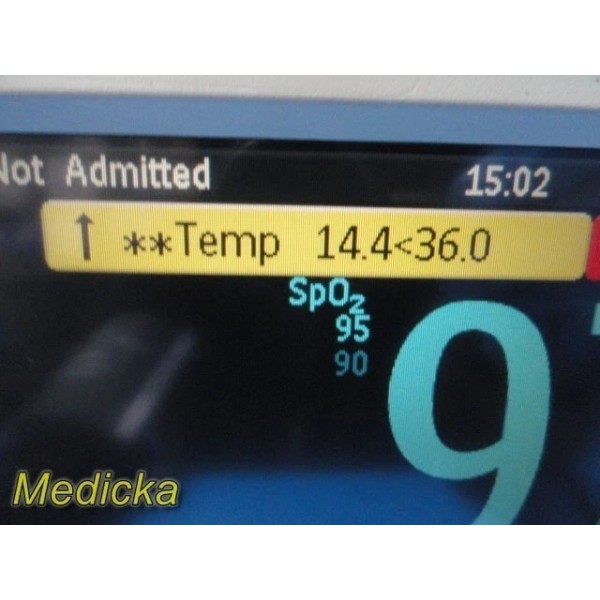 Not Admitted 15:02
↑ **Temp 14.4<36.0
SpO₂
95
90
9
Medicka